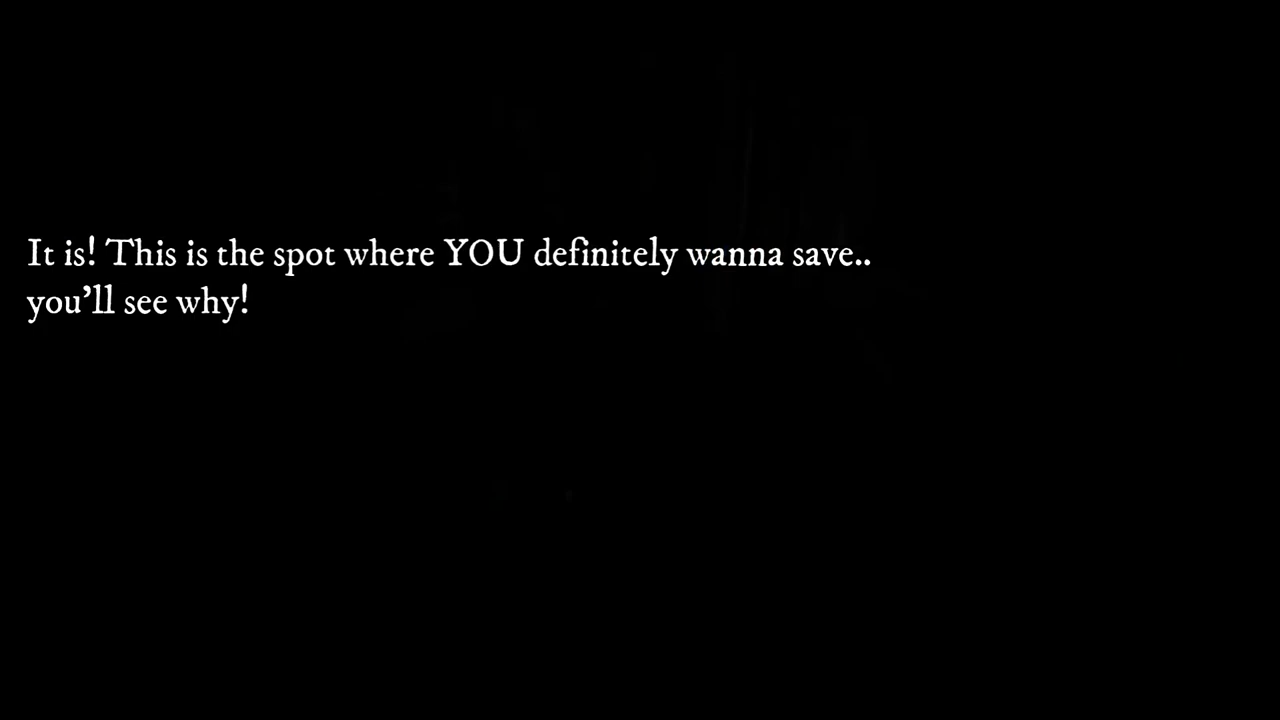 It is! This is the spot where YOU definitely wanna save..
you’ll see why!